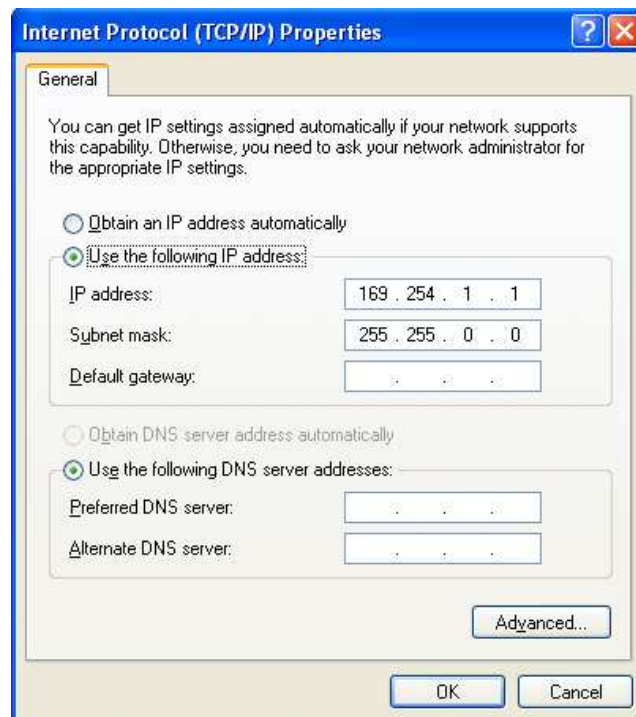 Internet Protocol (TCP/IP) Properties
General
You can get IP settings assigned automatically if your network supports
this capability. Otherwise, you need to ask your network administrator for
the appropriate IP settings.
Obtain an IP address automatically
Use the following IP address:
IP address: 169 . 254 . 1 . 1
Subnet mask: 255 . 255 . 0 . 0
Default gateway: . . .
Obtain DNS server address automatically
Use the following DNS server addresses:
Preferred DNS server: . . .
Alternate DNS server: . . .
Advanced...
OK Cancel